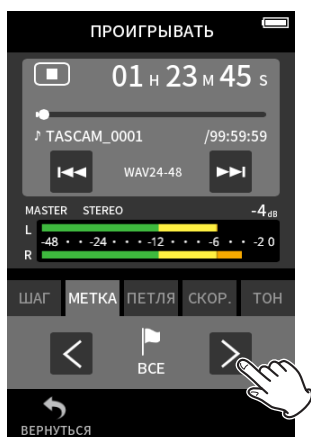 ПРОИГРЫВАТЬ
01 H 23 M 45 S
♪ TASCAM_0001 /99:59:59
WAV24-48
MASTER STEREO -4dB
L
-48 • • -24 • • • -12 • • • -6 • • -2 0
R
ШАГ МЕТКА ПЕТЛЯ СКОР. ТОН
ВСЕ
ВЕРНУТЬСЯ